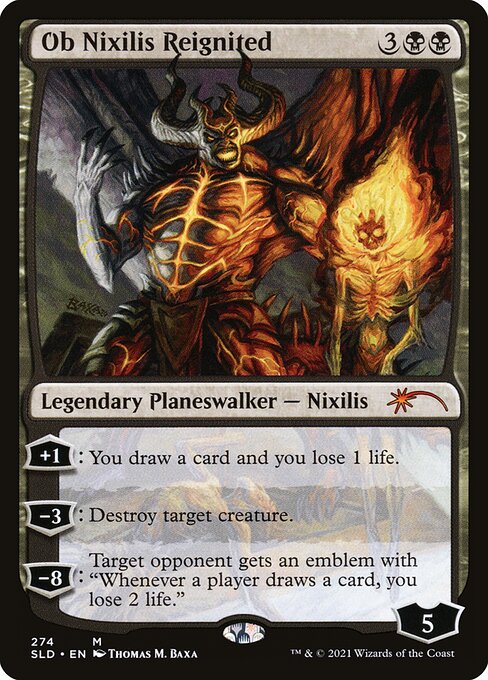 Ob Nixilis Reignited 3
BAXA
Legendary Planeswalker — Nixilis
+1 : You draw a card and you lose 1 life.
−3 : Destroy target creature.
−8 : Target opponent gets an emblem with
“Whenever a player draws a card, you
lose 2 life.”
5
274 M
SLD • EN Thomas M. Baxa
™ & © 2021 Wizards of the Coast